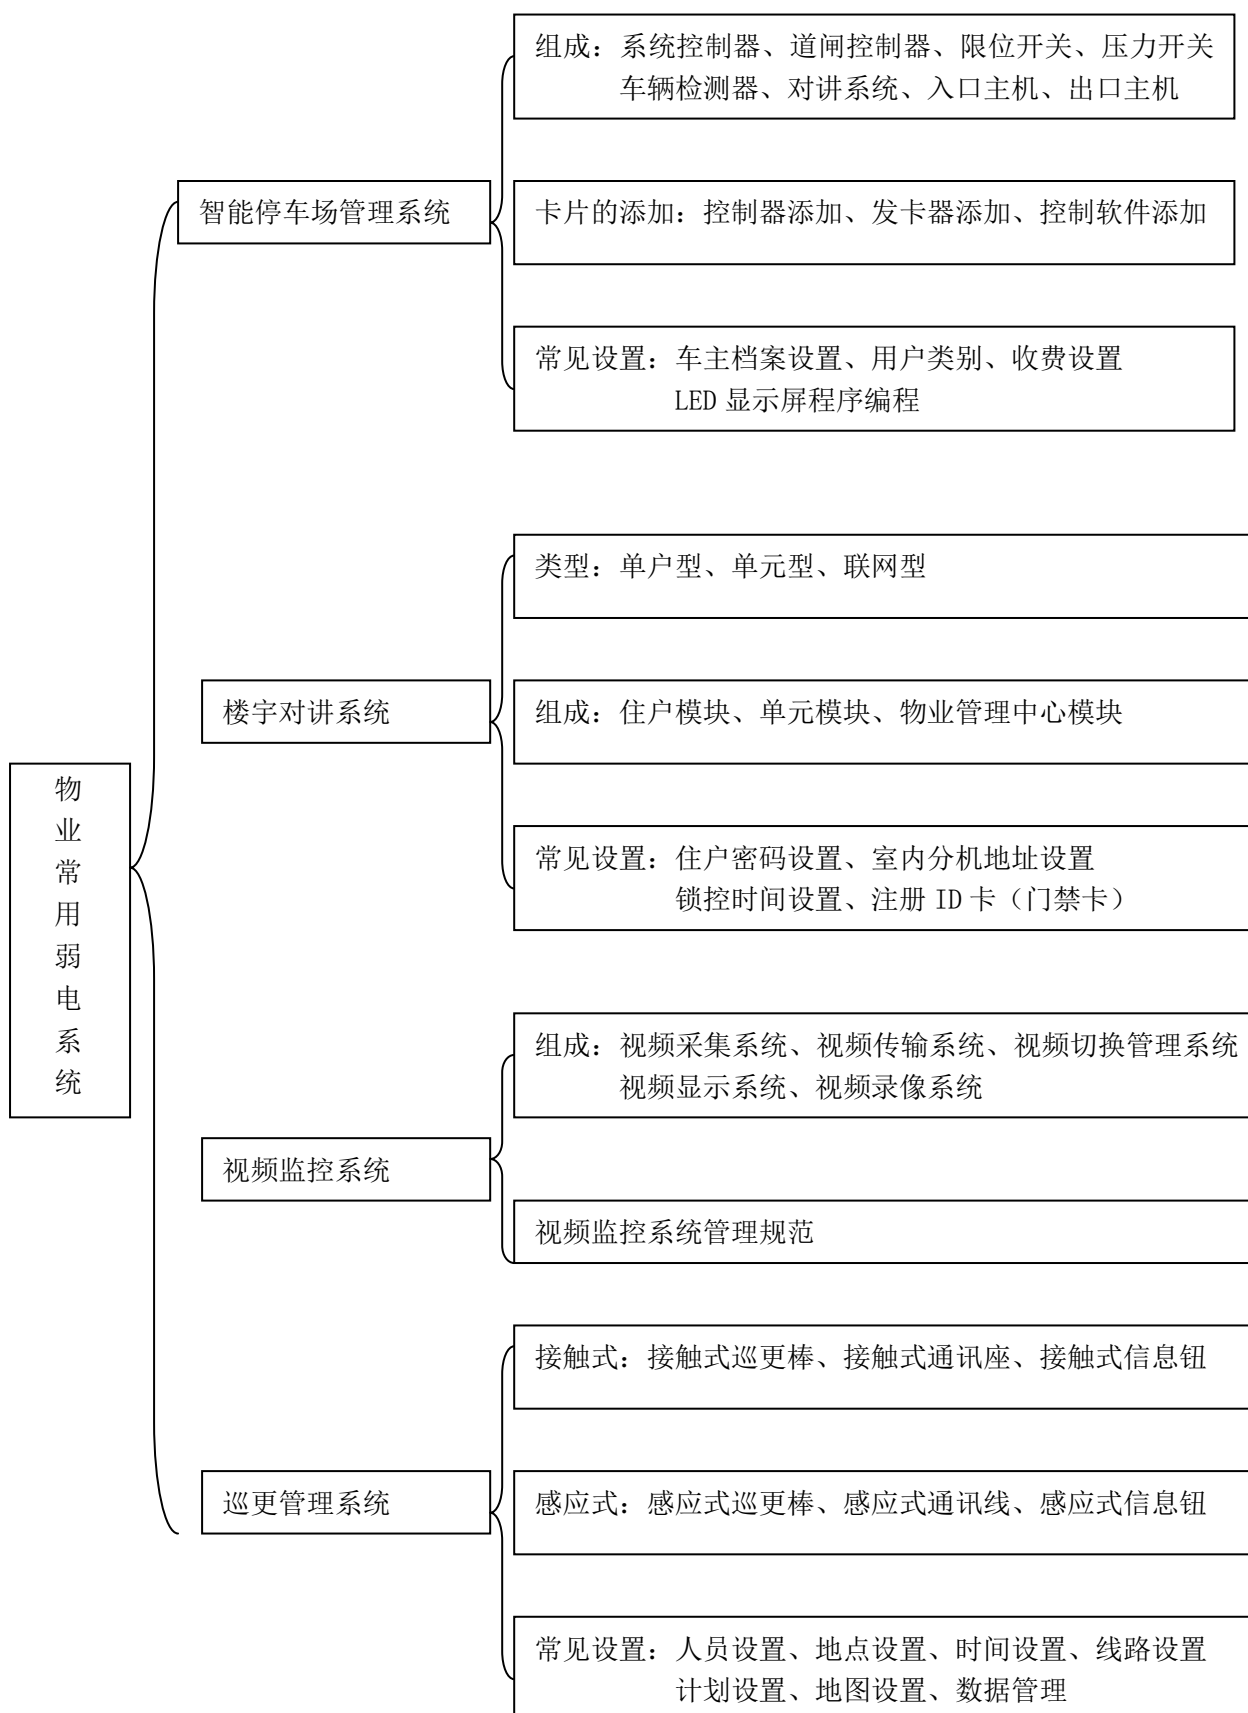 组成：系统控制器、道闸控制器、限位开关、压力开关
车辆检测器、对讲系统、入口主机、出口主机
智能停车场管理系统
卡片的添加：控制器添加、发卡器添加、控制软件添加
常见设置：车主档案设置、用户类别、收费设置
LED 显示屏程序编程
类型：单户型、单元型、联网型
楼宇对讲系统
组成：住户模块、单元模块、物业管理中心模块
物
业
常
用
弱
电
系
统
常见设置：住户密码设置、室内分机地址设置
锁控时间设置、注册 ID 卡（门禁卡）
组成：视频采集系统、视频传输系统、视频切换管理系统
视频显示系统、视频录像系统
视频监控系统
视频监控系统管理规范
接触式：接触式巡更棒、接触式通讯座、接触式信息钮
巡更管理系统
感应式：感应式巡更棒、感应式通讯线、感应式信息钮
常见设置：人员设置、地点设置、时间设置、线路设置
计划设置、地图设置、数据管理